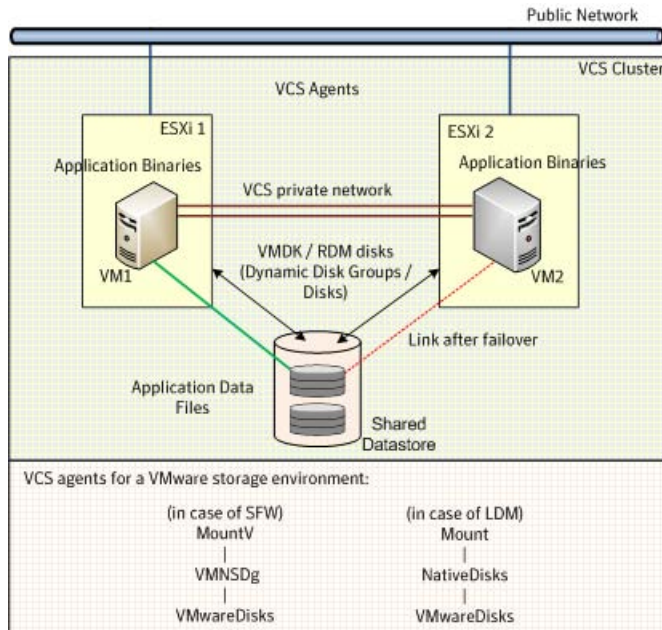 Public Network
VCS Cluster
VCS Agents
ESXi 1
ESXi 2
Application Binaries
Application Binaries
VCS private network
VM1
VM2
VMDK / RDM disks
(Dynamic Disk Groups /
Disks)
Link after failover
Application Data
Files
Shared
Datastore
VCS agents for a VMware storage environment:
(in case of SFW)
MountV
|
VMNSDg
|
VMwareDisks
(in case of LDM)
Mount
|
NativeDisks
|
VMwareDisks